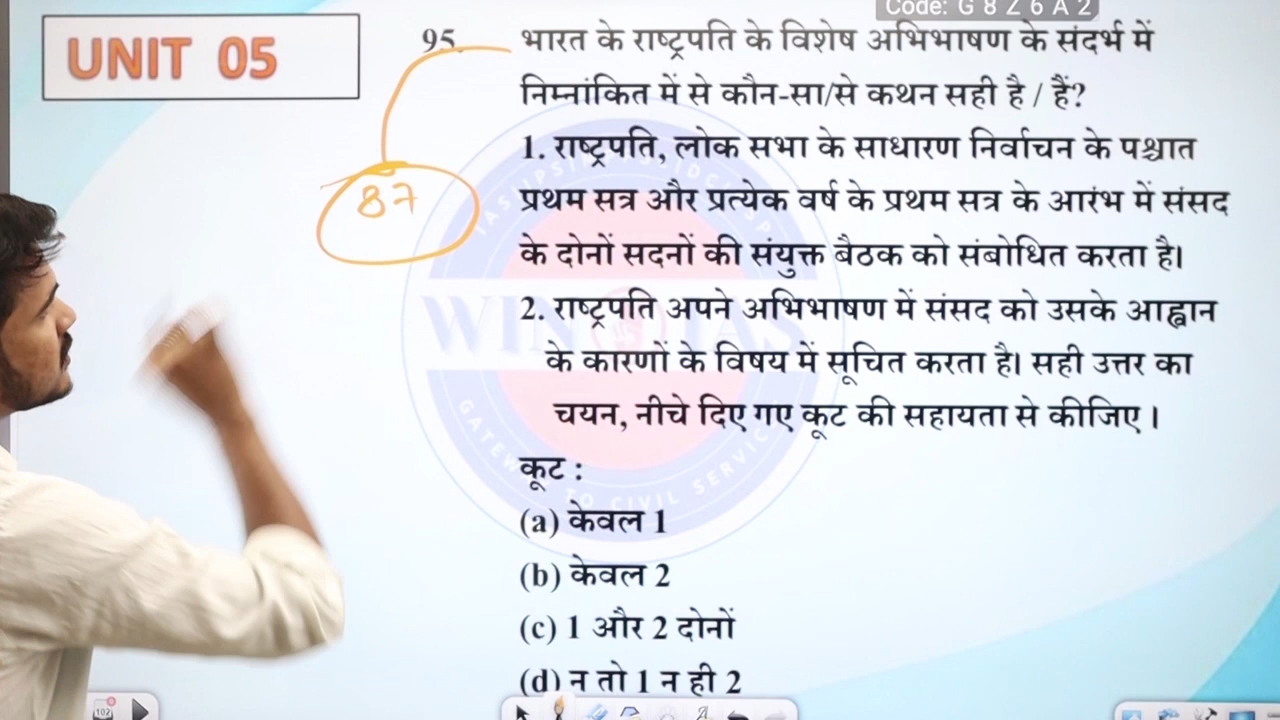 Code: G 8 Z 6 A 2
UNIT 05
95 भारत के राष्ट्रपति के विशेष अभिभाषण के संदर्भ में
निम्नांकित में से कौन-सा/से कथन सही है / हैं?
87
1. राष्ट्रपति, लोक सभा के साधारण निर्वाचन के पश्चात
प्रथम सत्र और प्रत्येक वर्ष के प्रथम सत्र के आरंभ में संसद
के दोनों सदनों की संयुक्त बैठक को संबोधित करता है।
2. राष्ट्रपति अपने अभिभाषण में संसद को उसके आह्वान
के कारणों के विषय में सूचित करता है। सही उत्तर का
चयन, नीचे दिए गए कूट की सहायता से कीजिए ।
कूट :
(a) केवल 1
(b) केवल 2
(c) 1 और 2 दोनों
(d) न तो 1 न ही 2
102